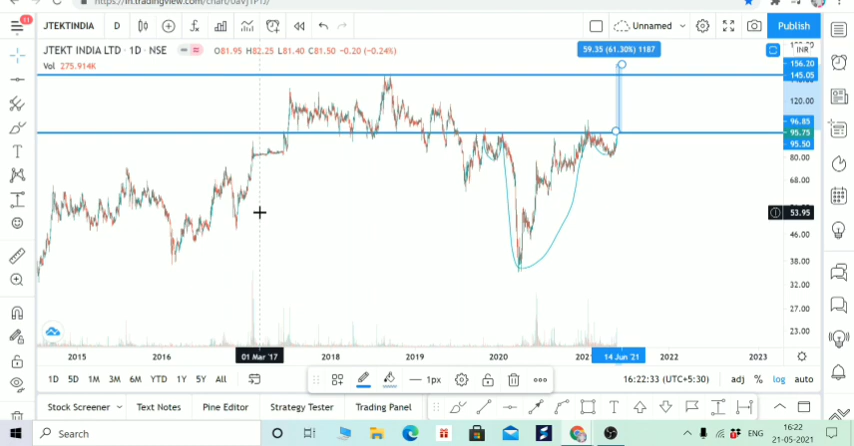 JTEKTINDIA D Unnamed Publish
JTEKT INDIA LTD · 1D · NSE O81.95 H82.25 L81.40 C81.50 -0.20 (-0.24%)
Vol 275.914K
59.35 (61.30%) 1187
INR
156.20
145.05
120.00
96.85
95.75
95.50
80.00
68.00
53.95
46.00
38.00
32.00
27.00
23.00
2015 2016 01 Mar '17 2018 2019 2020 14 Jun '21 2022 2023
1D 5D 1M 3M 6M YTD 1Y 5Y All 1px 16:22:33 (UTC+5:30) adj % log auto
Stock Screener Text Notes Pine Editor Strategy Tester Trading Panel
Search ENG 16:22
21-05-2021